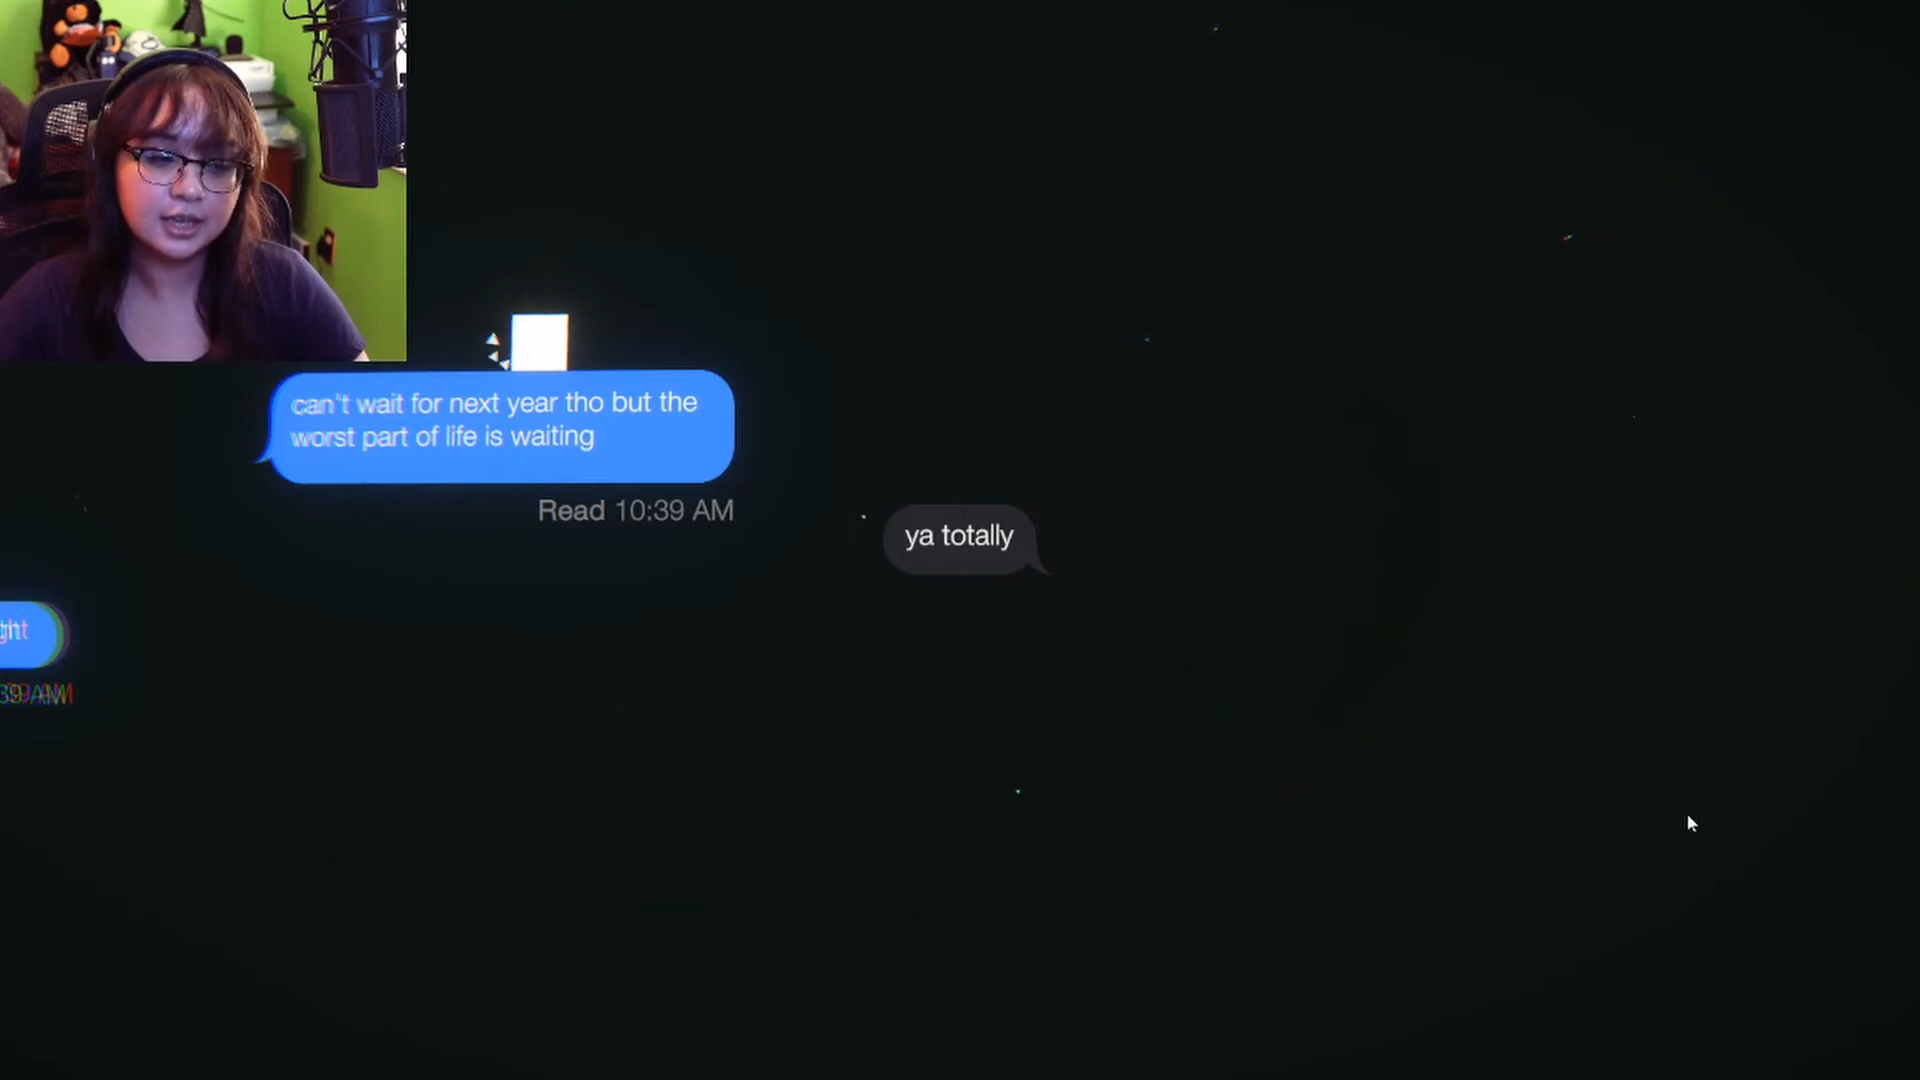 can't wait for next year tho but the
worst part of life is waiting
Read 10:39 AM
ya totally